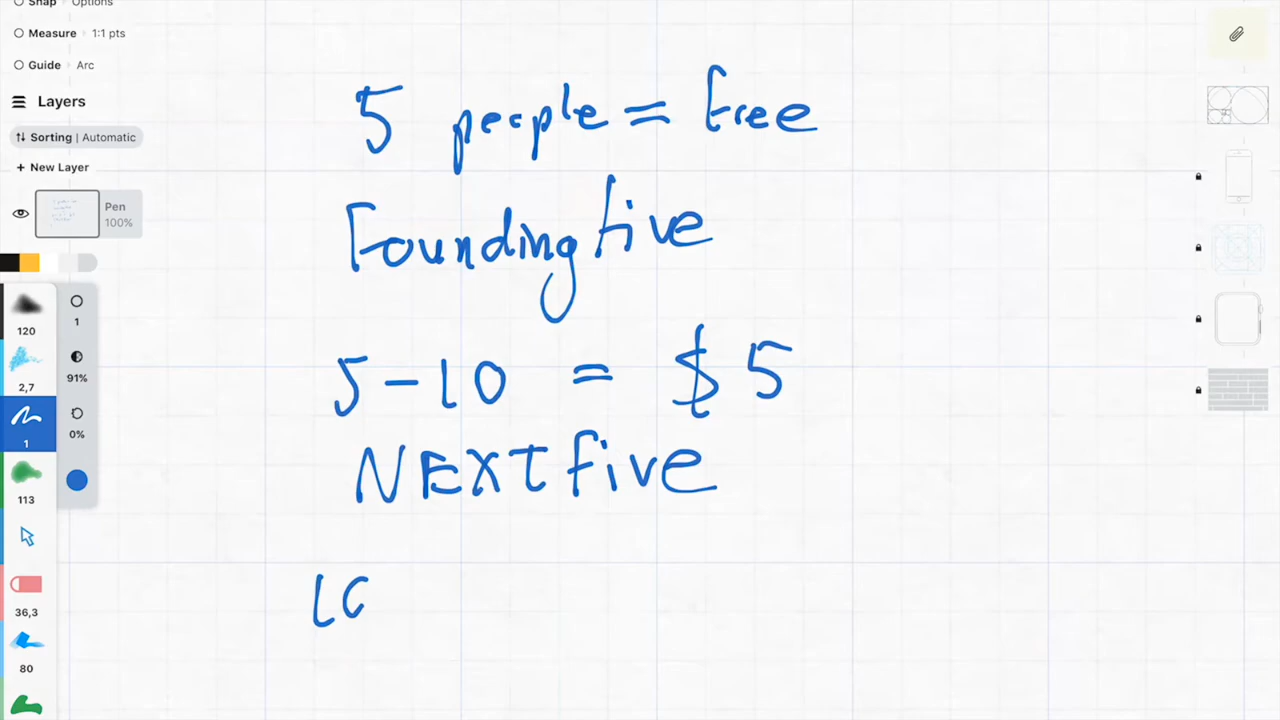 Snap Options
Measure › 1:1 pts
Guide › Arc
Layers
Sorting | Automatic
+ New Layer
Pen
100%
1
120
91%
2,7
0%
1
113
36,3
80
5 people = free
Founding five
5-10 = $5
NEXT five
10